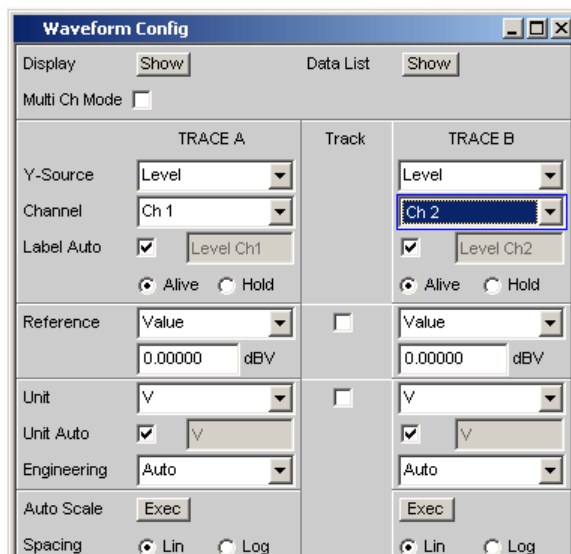 Waveform Config
Display Show Data List Show
Multi Ch Mode
TRACE A Track TRACE B
Y-Source Level Level
Channel Ch 1 Ch 2
Label Auto Level Ch1 Level Ch2
Alive Hold Alive Hold
Reference Value Value
0.00000 dBV 0.00000 dBV
Unit V V
Unit Auto V V
Engineering Auto Auto
Auto Scale Exec Exec
Spacing Lin Log Lin Log